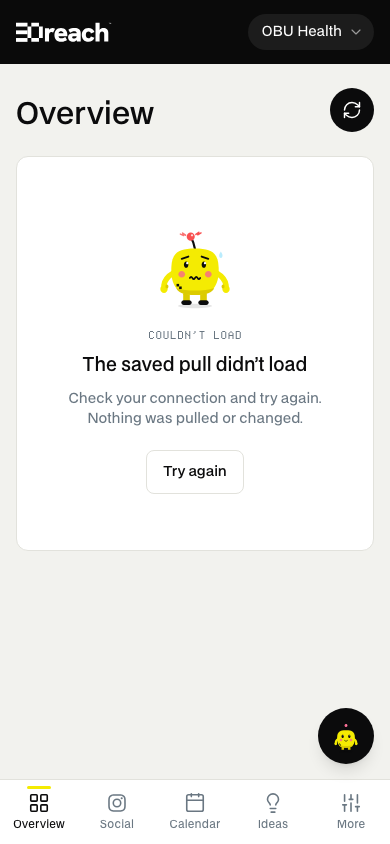 reach
OBU Health
Overview
COULDN'T LOAD
The saved pull didn’t load
Check your connection and try again.
Nothing was pulled or changed.
Try again
Overview
Social
Calendar
Ideas
More